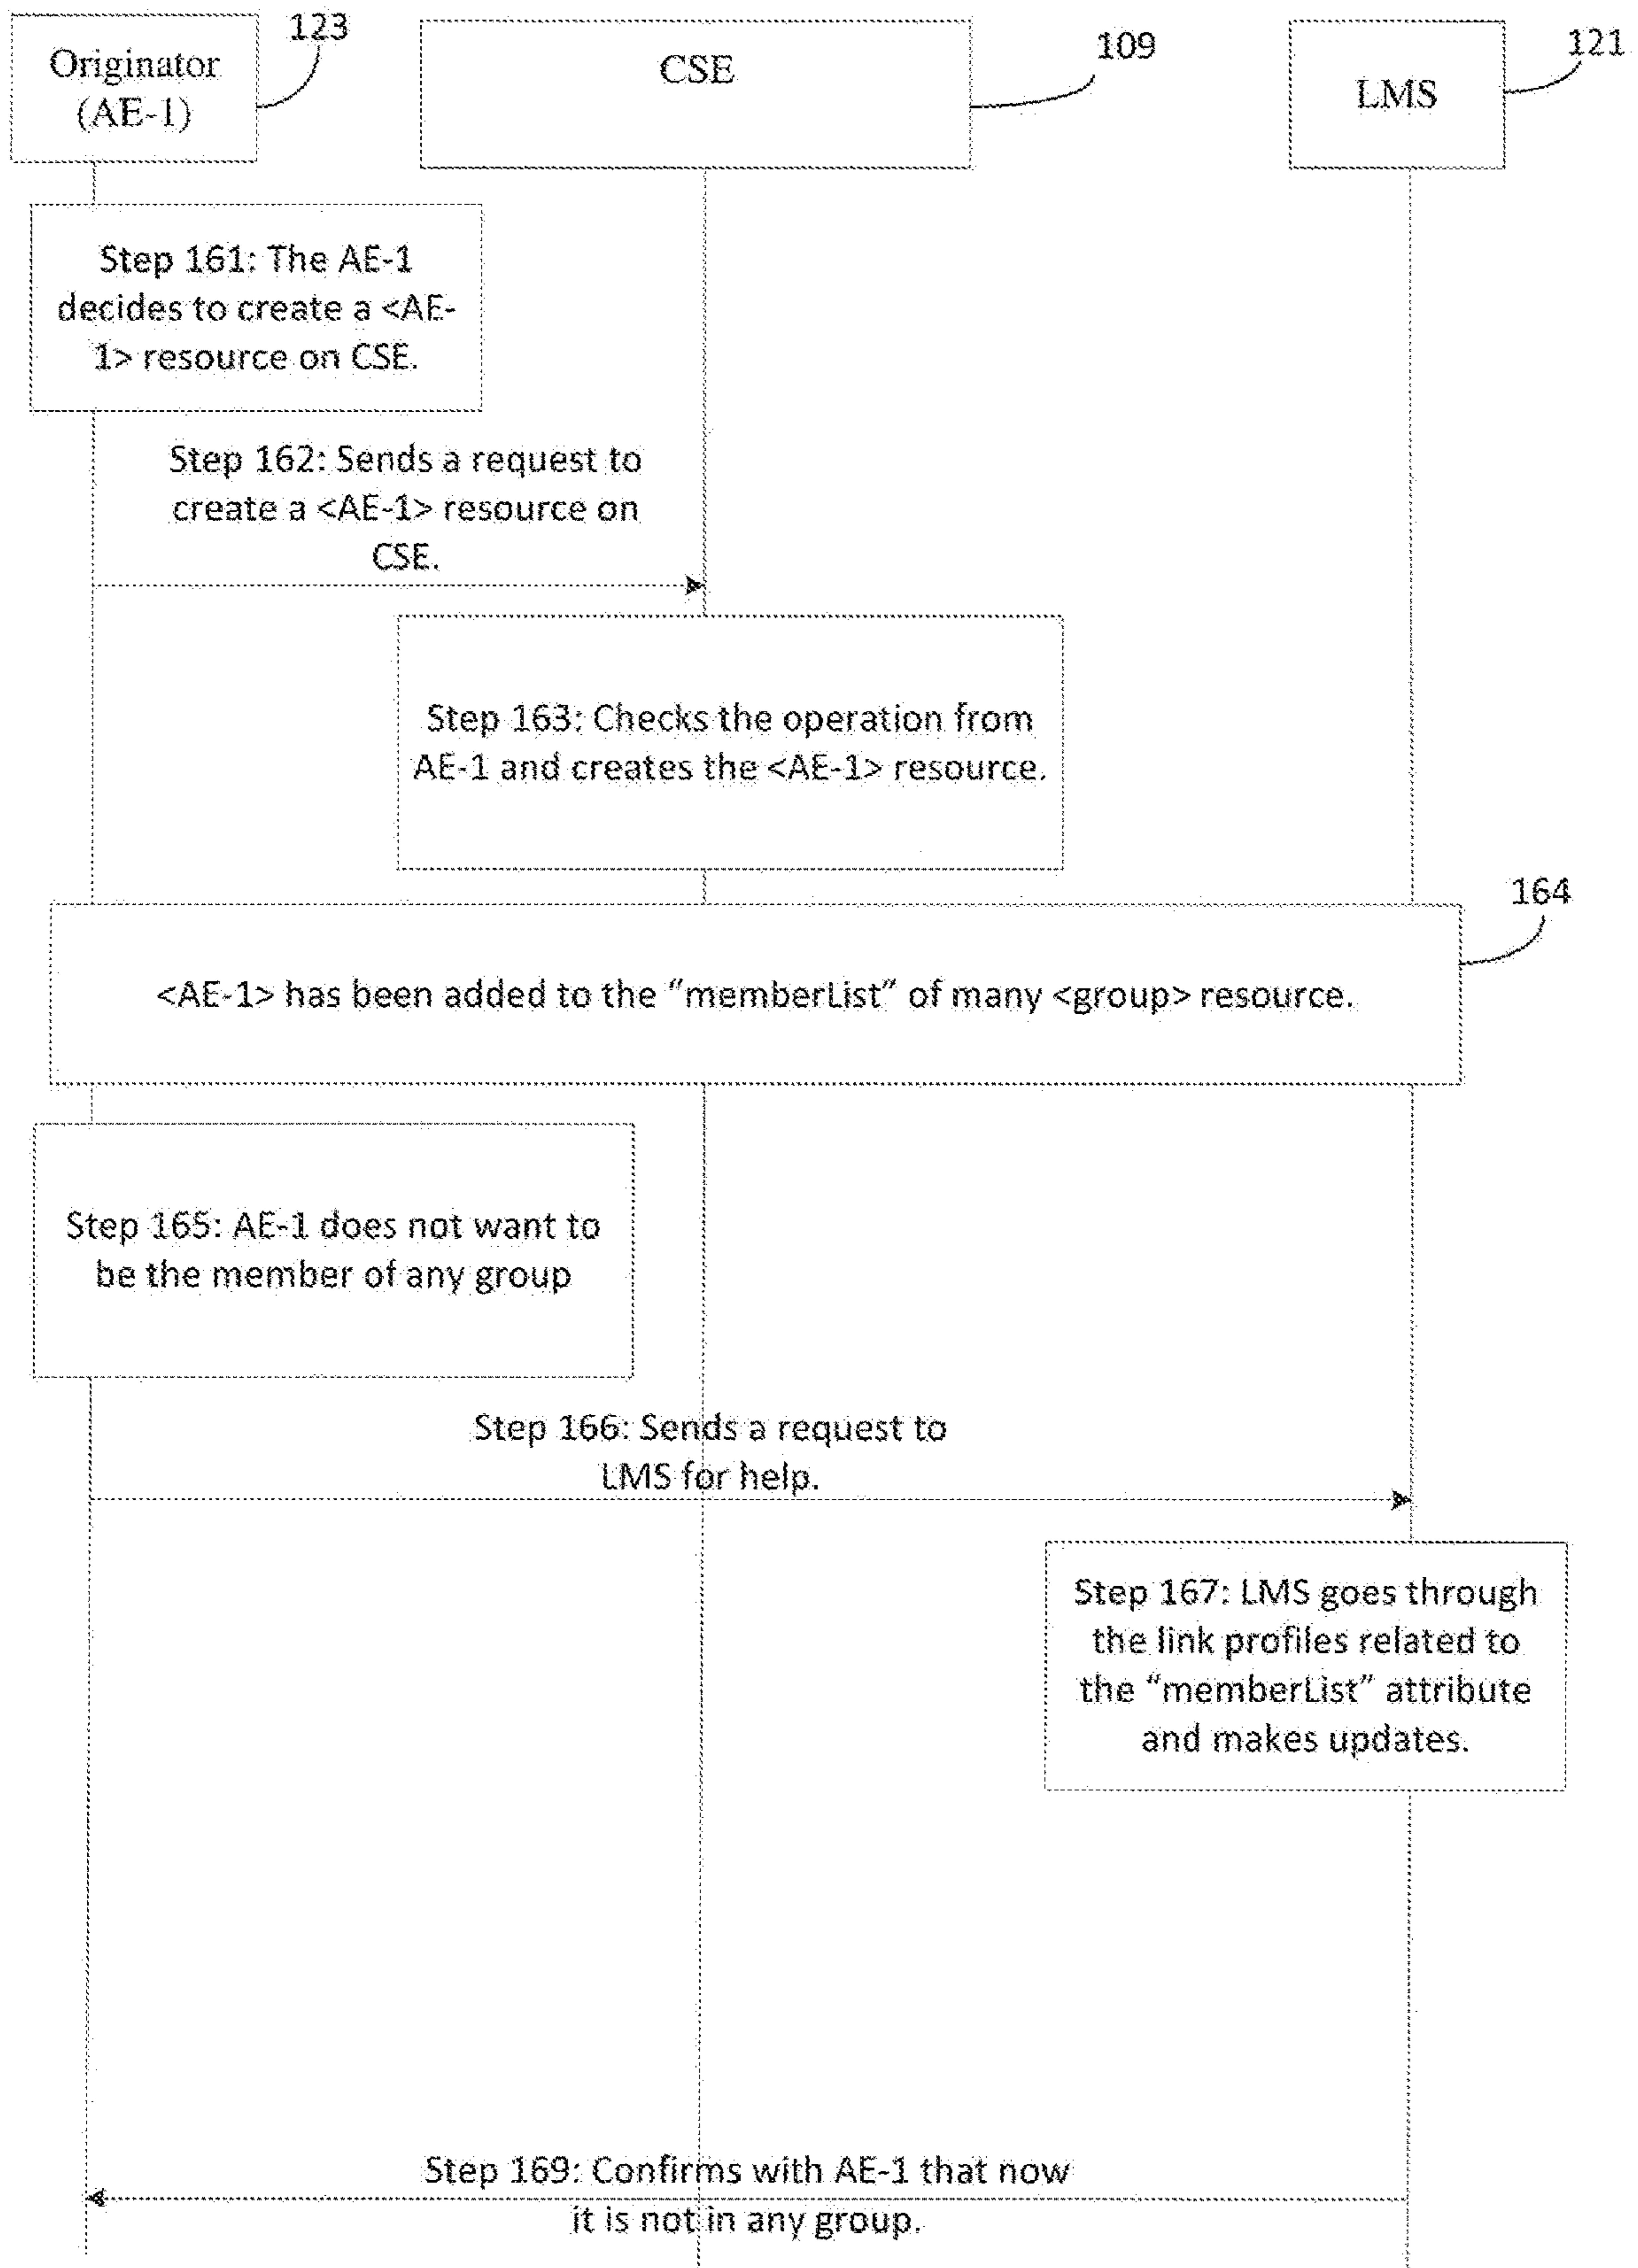 Originator
(AE-1)
123
CSE
109
LMS
121
Step 161: The AE-1
decides to create a <AE-
1> resource on CSE.
Step 162: Sends a request to
create a <AE-1> resource on
CSE.
Step 163: Checks the operation from
AE-1 and creates the <AE-1> resource.
164
<AE-1> has been added to the “memberList” of many <group> resource.
Step 165: AE-1 does not want to
be the member of any group
Step 166: Sends a request to
LMS for help.
Step 167: LMS goes through
the link profiles related to
the “memberList” attribute
and makes updates.
Step 169: Confirms with AE-1 that now
it is not in any group.